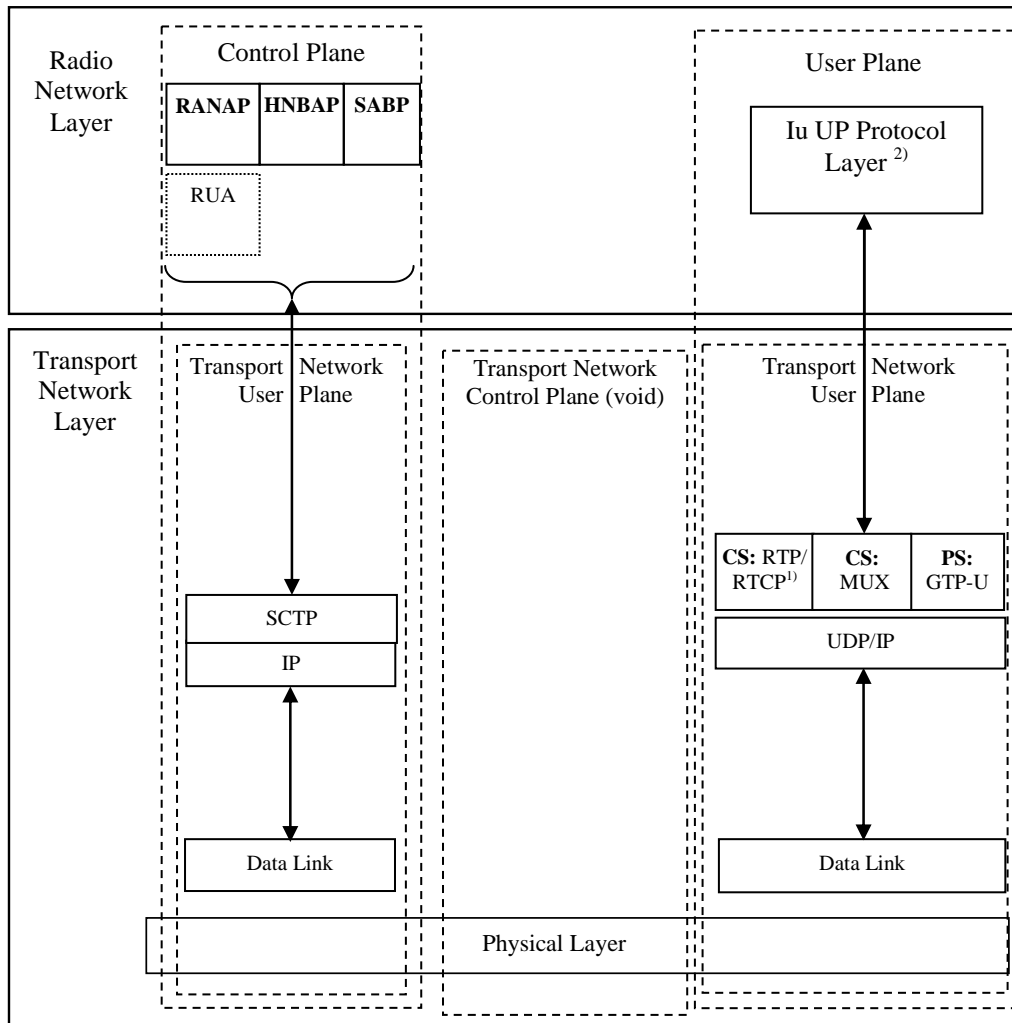 Radio
Network
Layer
Control Plane
RANAP HNBAP SABP
RUA
User Plane
Iu UP Protocol
Layer 2)
Transport
Network
Layer
Transport Network
User Plane
Transport Network
Control Plane (void)
Transport Network
User Plane
SCTP
IP
Data Link
CS: RTP/
RTCP1)
CS:
MUX
PS:
GTP-U
UDP/IP
Data Link
Physical Layer